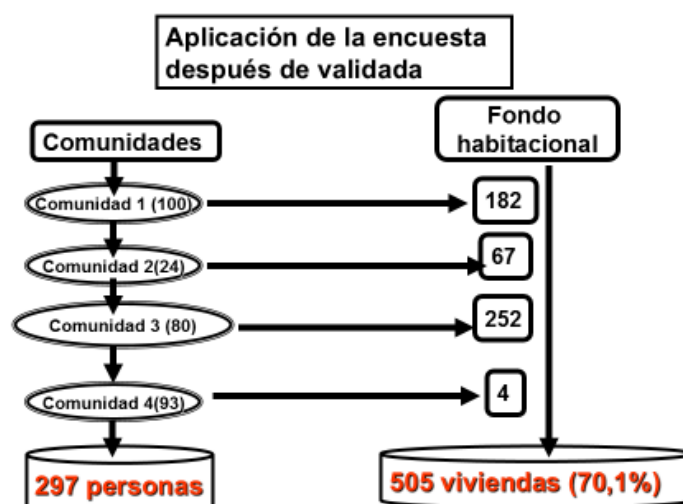 Aplicación de la encuesta
después de validada
Comunidades
Fondo
habitacional
Comunidad 1 (100)
182
Comunidad 2(24)
67
Comunidad 3 (80)
252
Comunidad 4(93)
4
297 personas
505 viviendas (70,1%)